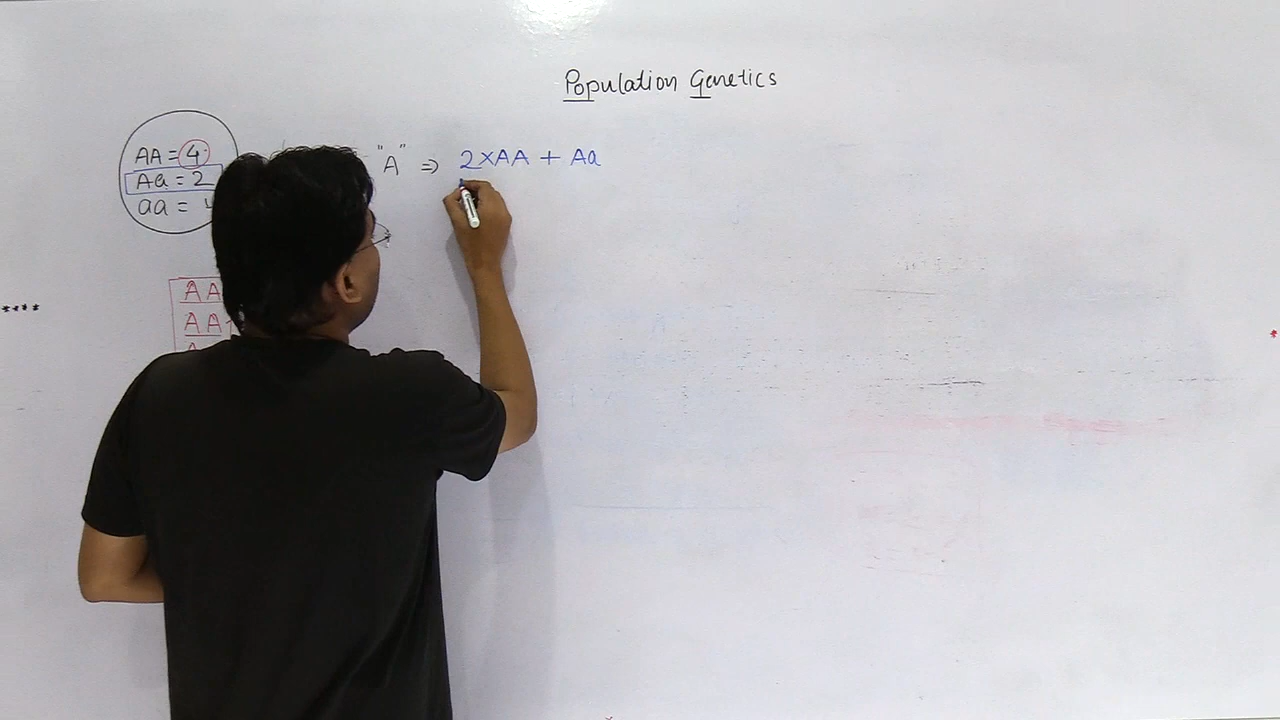 Population Genetics
AA = 4
Aa = 2
aa =
"A" ⇒ 2×AA + Aa
AA
AA
****
*